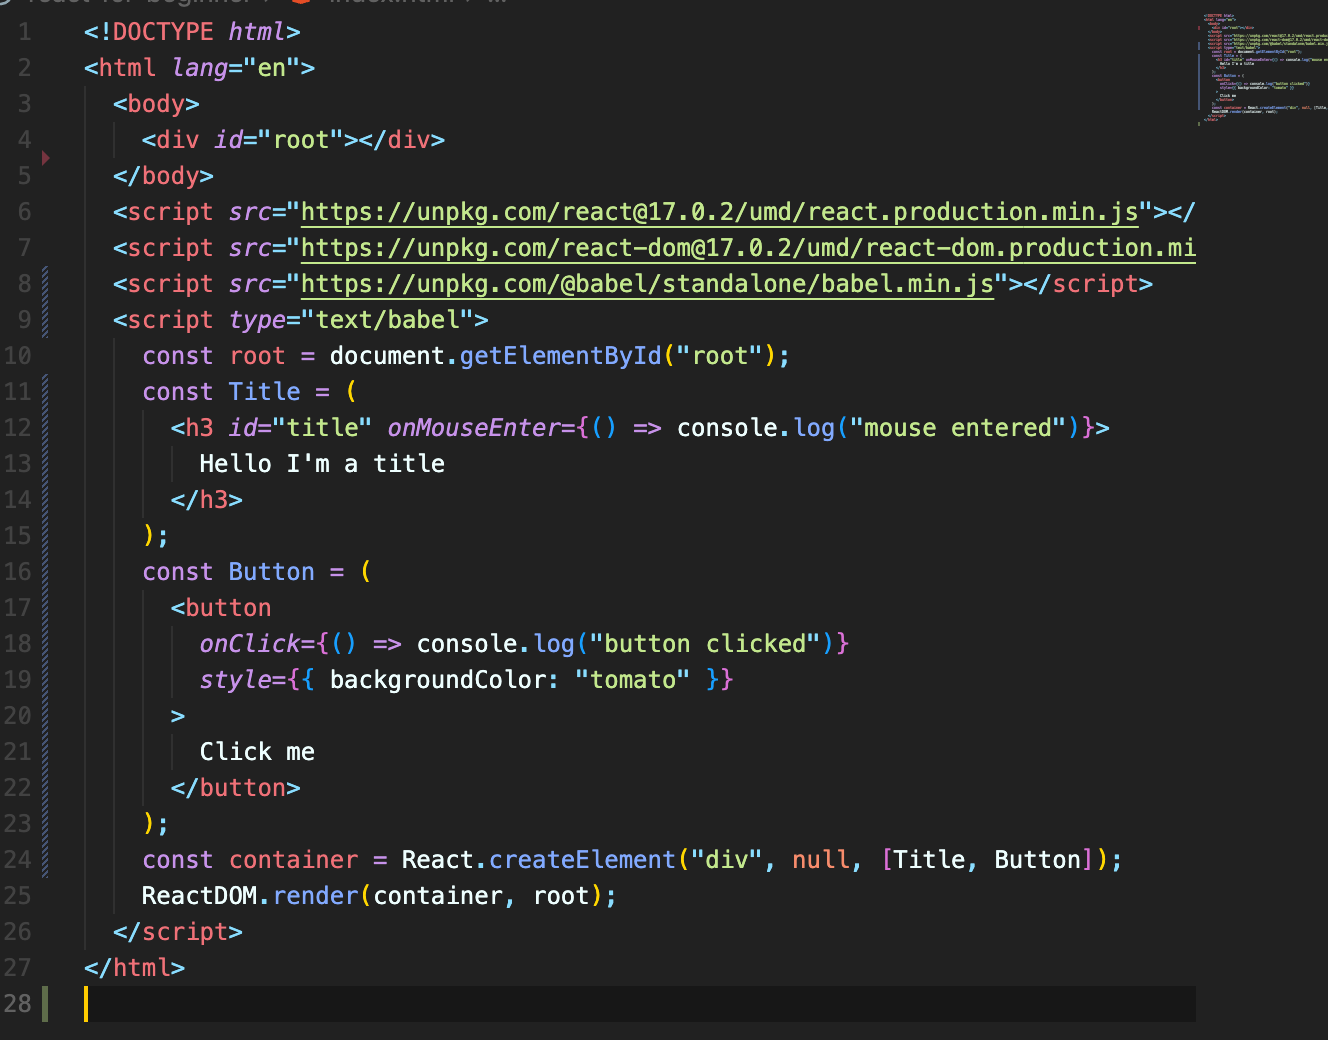 react-for-beginner > index.html > ...
1 <!DOCTYPE html>
2 <html lang="en">
3 <body>
4 <div id="root"></div>
5 </body>
6 <script src="https://unpkg.com/react@17.0.2/umd/react.production.min.js"></
7 <script src="https://unpkg.com/react-dom@17.0.2/umd/react-dom.production.mi
8 <script src="https://unpkg.com/@babel/standalone/babel.min.js"></script>
9 <script type="text/babel">
10 const root = document.getElementById("root");
11 const Title = (
12 <h3 id="title" onMouseEnter={() => console.log("mouse entered")}>
13 Hello I'm a title
14 </h3>
15 );
16 const Button = (
17 <button
18 onClick={() => console.log("button clicked")}
19 style={{ backgroundColor: "tomato" }}
20 >
21 Click me
22 </button>
23 );
24 const container = React.createElement("div", null, [Title, Button]);
25 ReactDOM.render(container, root);
26 </script>
27 </html>
28